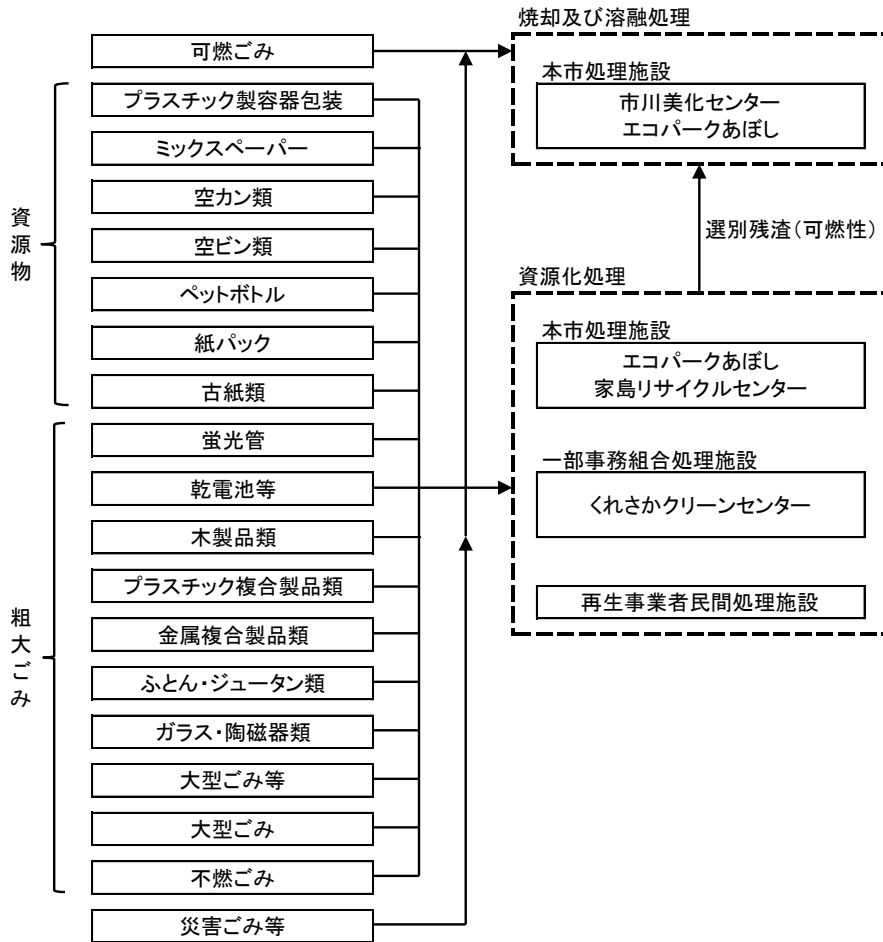 可燃ごみ
資源物
プラスチック製容器包装
ミックスペーパー
空カン類
空ビン類
ペットボトル
紙パック
古紙類
粗大ごみ
蛍光管
乾電池等
木製品類
プラスチック複合製品類
金属複合製品類
ふとん・ジュータン類
ガラス・陶磁器類
大型ごみ等
大型ごみ
不燃ごみ
災害ごみ等
焼却及び溶融処理
本市処理施設
市川美化センター
エコパークあぼし
選別残渣(可燃性)
資源化処理
本市処理施設
エコパークあぼし
家島リサイクルセンター
一部事務組合処理施設
くれさかクリーンセンター
再生事業者民間処理施設